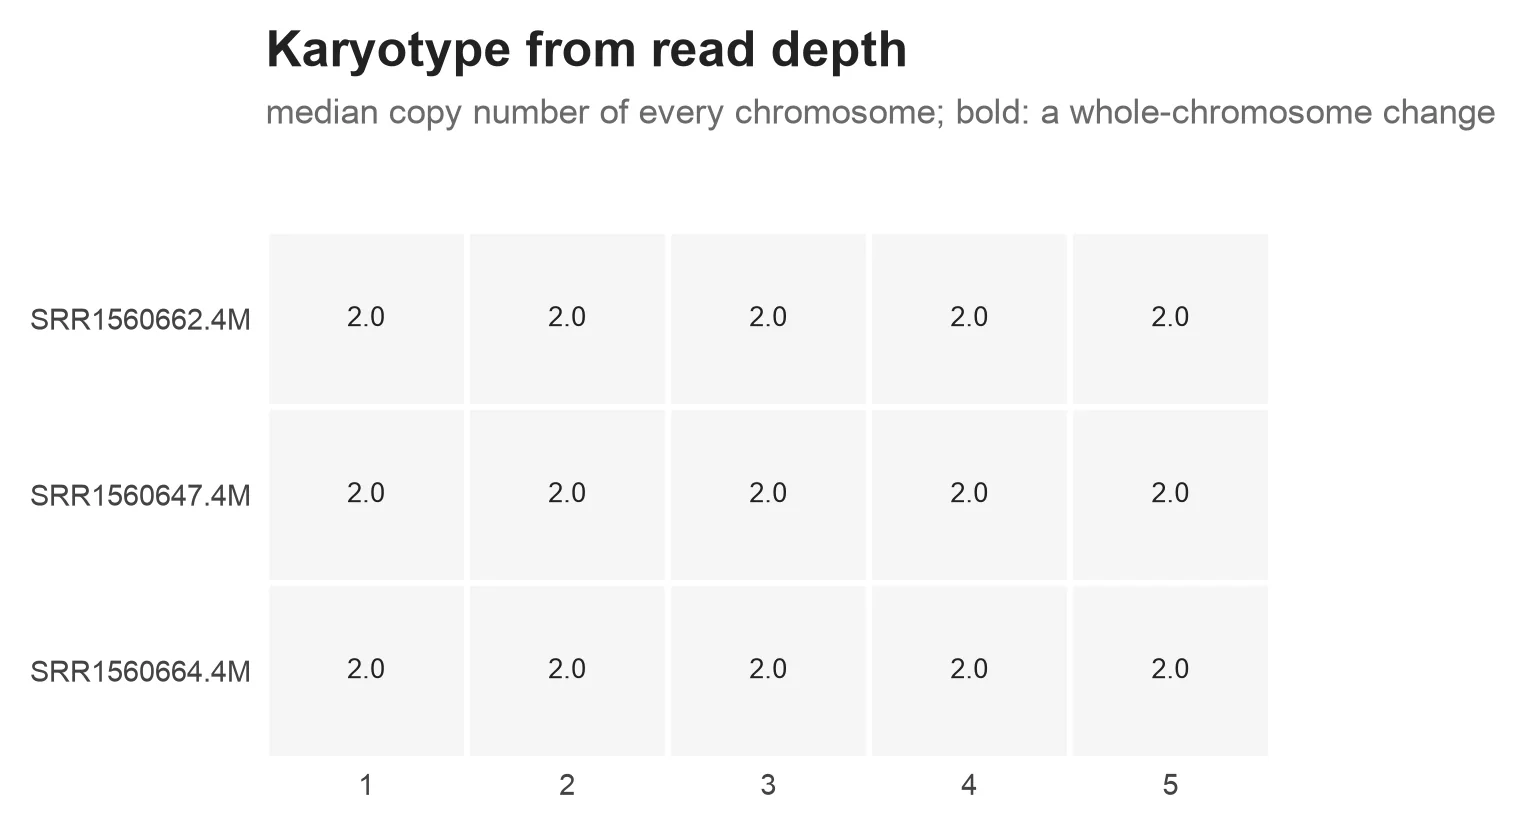 Karyotype from read depth
median copy number of every chromosome; bold: a whole-chromosome change
SRR1560662.4M 2.0 2.0 2.0 2.0 2.0
SRR1560647.4M 2.0 2.0 2.0 2.0 2.0
SRR1560664.4M 2.0 2.0 2.0 2.0 2.0
1 2 3 4 5